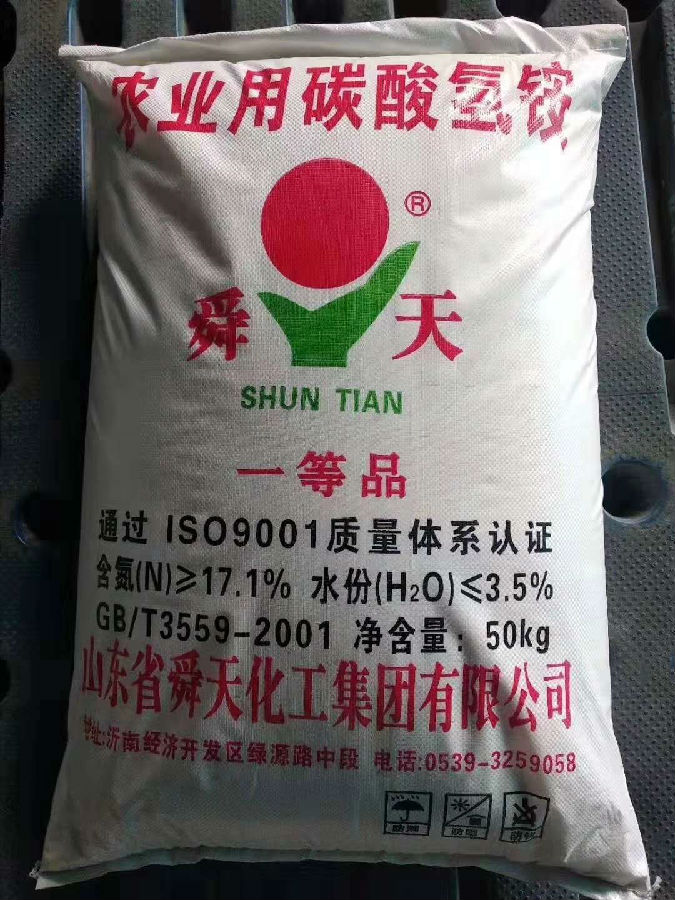 农业用碳酸氢铵
®
舜天
SHUN TIAN
一等品
通过 ISO9001质量体系认证
含氮(N)≥17.1% 水份(H₂O)≤3.5%
GB/T3559-2001 净含量: 50kg
山东省舜天化工集团有限公司
地址:沂南经济开发区绿源路中段 电话:0539-3259058
防潮 防晒